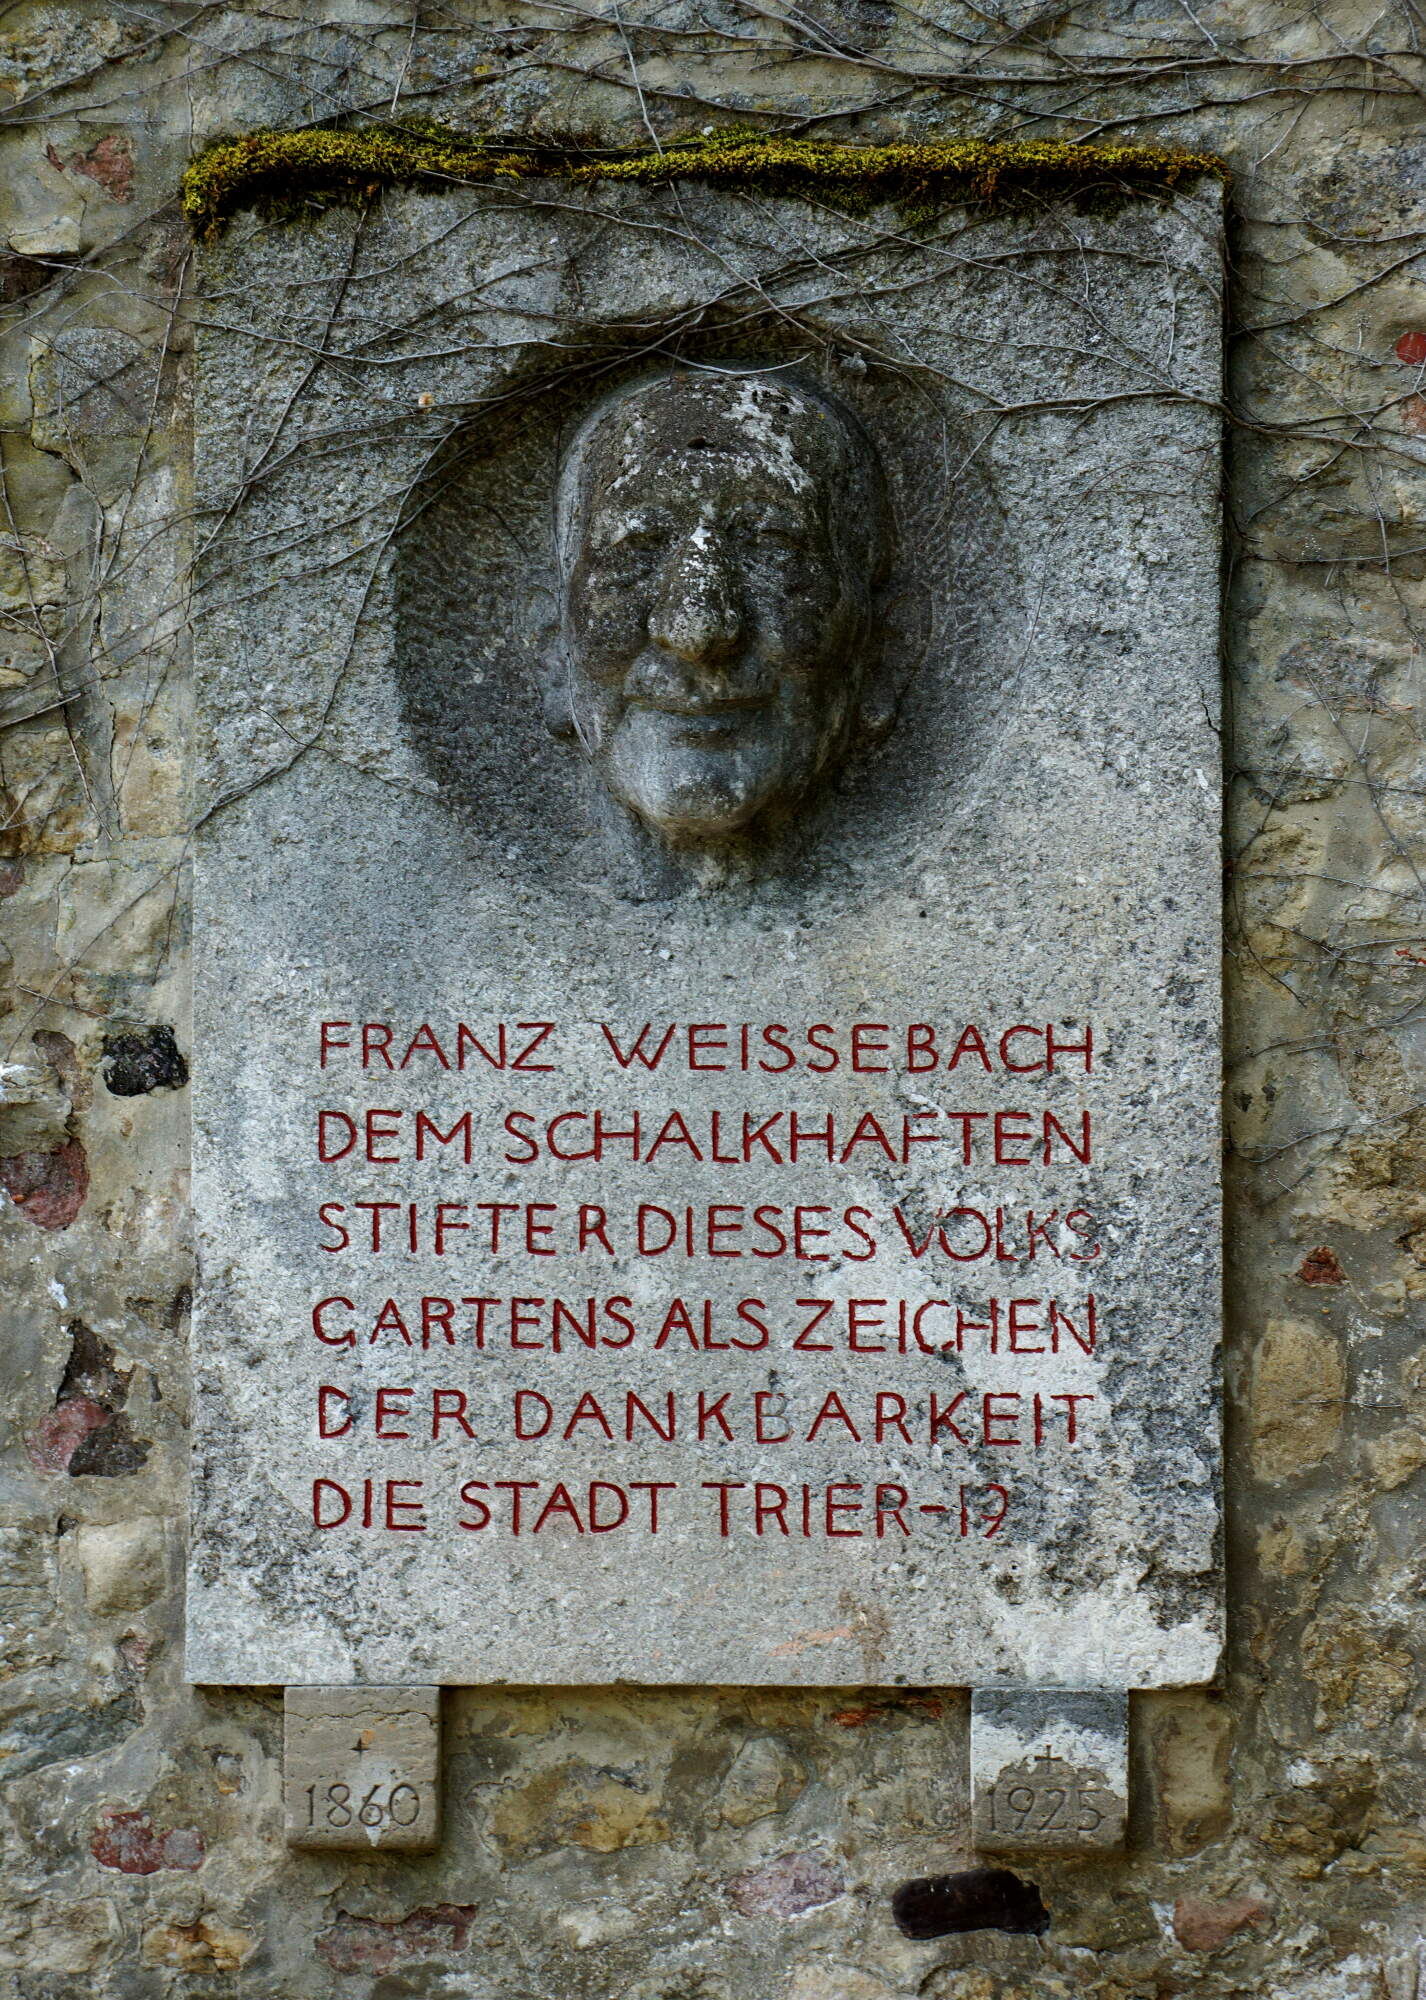 FRANZ WEISSEBACH
DEM SCHALKHAFTEN
STIFTER DIESES VOLKS
GARTENS ALS ZEICHEN
DER DANKBARKEIT
DIE STADT TRIER-19
1860
1925